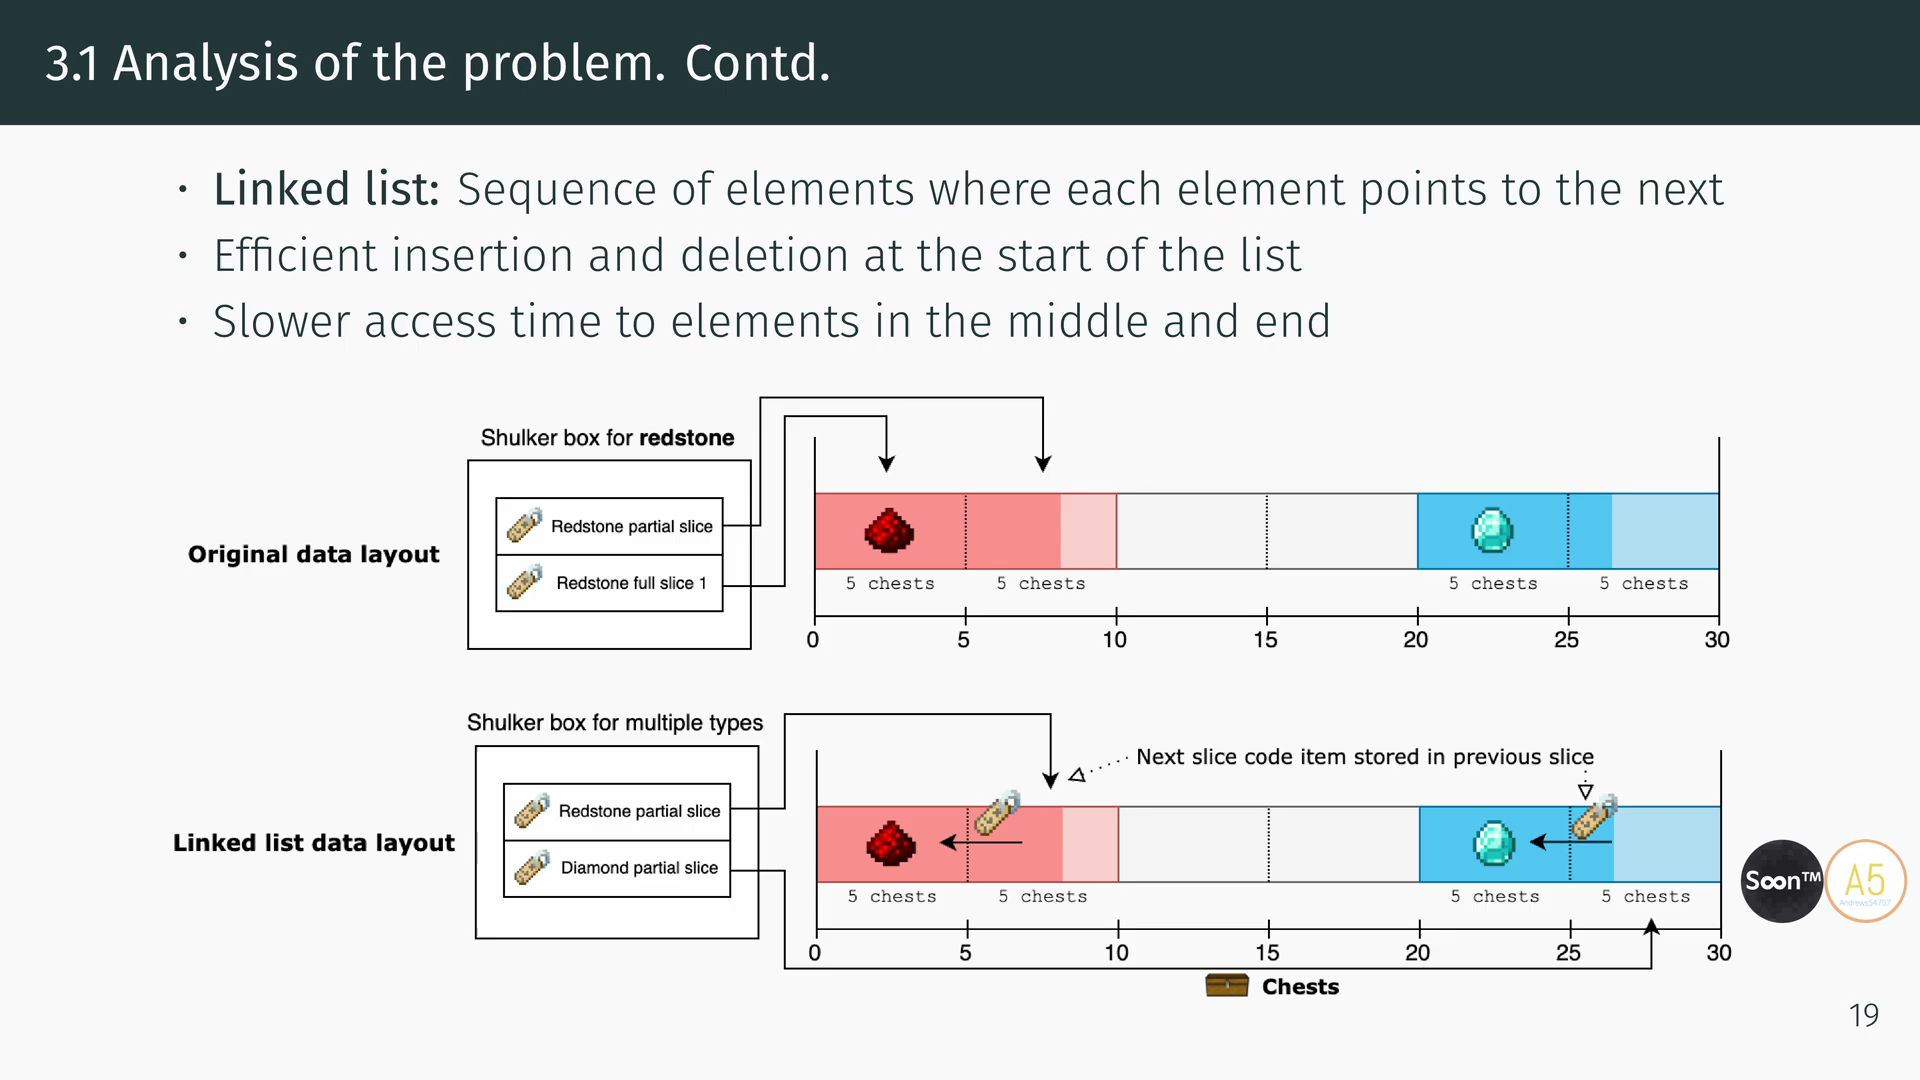 3.1 Analysis of the problem. Contd.
• Linked list: Sequence of elements where each element points to the next
• Efficient insertion and deletion at the start of the list
• Slower access time to elements in the middle and end
Shulker box for redstone
Original data layout
Redstone partial slice
Redstone full slice 1
5 chests 5 chests 5 chests 5 chests
0 5 10 15 20 25 30
Shulker box for multiple types
Next slice code item stored in previous slice
Linked list data layout
Redstone partial slice
Diamond partial slice
5 chests 5 chests 5 chests 5 chests
0 5 10 15 20 25 30
Chests
Soon™
A5
Andrews54757
19